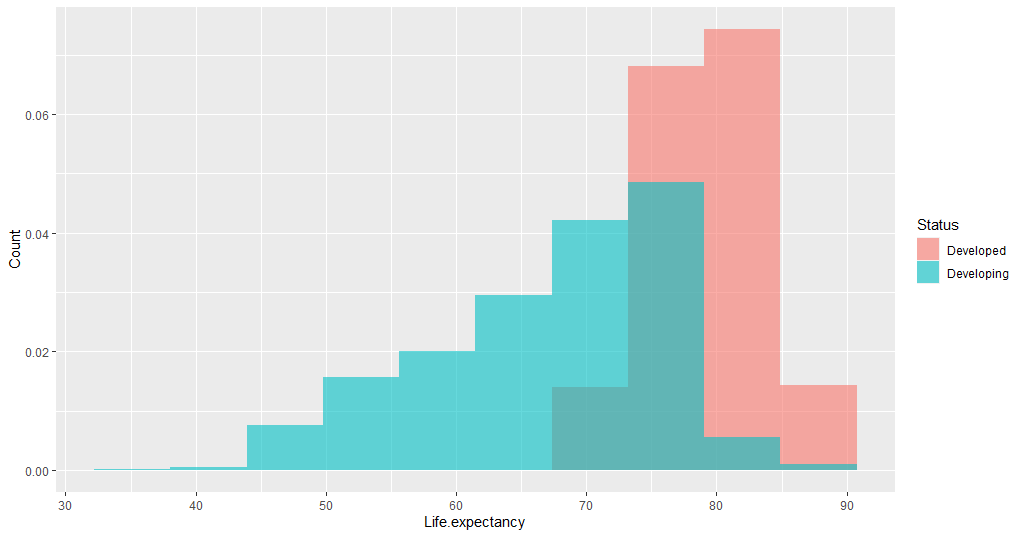 0.06
0.04
0.02
0.00
Count
30 40 50 60 70 80 90
Life.expectancy
Status
Developed
Developing